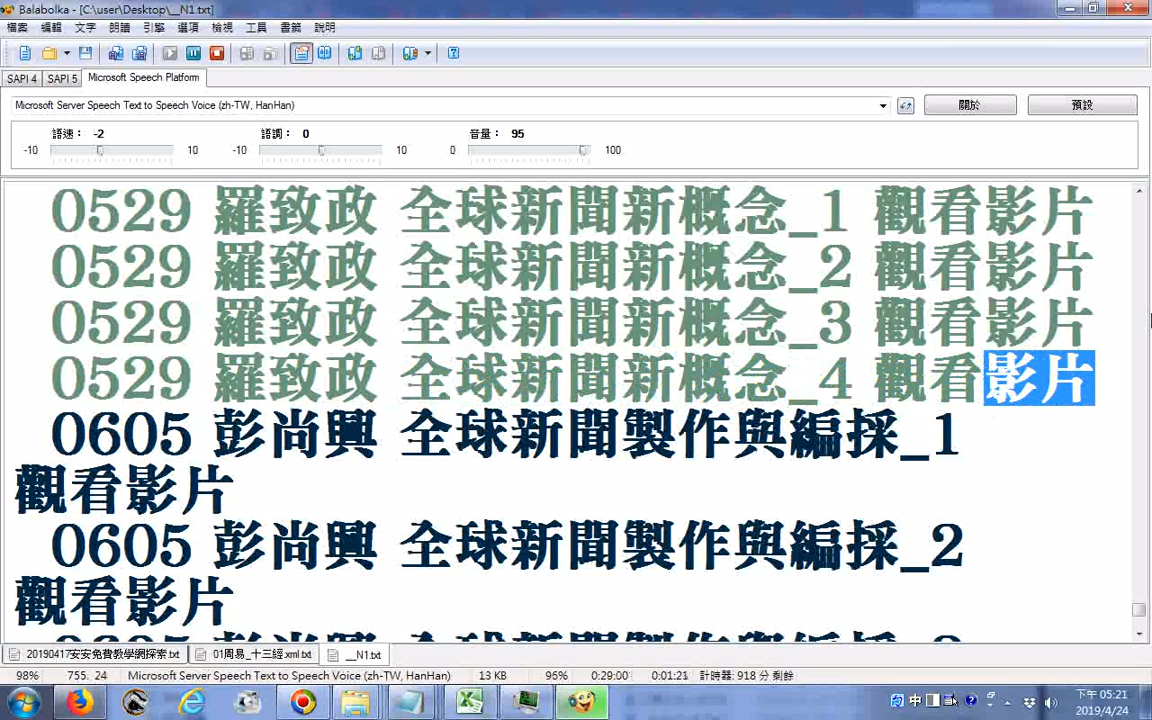 Balabolka - [C:\user\Desktop\__N1.txt]
檔案 編輯 文字 朗讀 引擎 選項 檢視 工具 書籤 說明
SAPI 4 SAPI 5 Microsoft Speech Platform
Microsoft Server Speech Text to Speech Voice (zh-TW, HanHan) 關於 預設
語速： -2 語調： 0 音量： 95
-10 10 -10 10 0 100
0529 羅致政 全球新聞新概念_1 觀看影片
0529 羅致政 全球新聞新概念_2 觀看影片
0529 羅致政 全球新聞新概念_3 觀看影片
0529 羅致政 全球新聞新概念_4 觀看影片
0605 彭尚興 全球新聞製作與編採_1
觀看影片
0605 彭尚興 全球新聞製作與編採_2
觀看影片
20190417安安免費教學網探索.txt 01周易_十三經.xml.txt __N1.txt
98% 755. 24 Microsoft Server Speech Text to Speech Voice (zh-TW, HanHan) 13 KB 96% 0:29:00 0:01:21 計時器: 918 分 剩餘
中 下午 05:21
2019/4/24